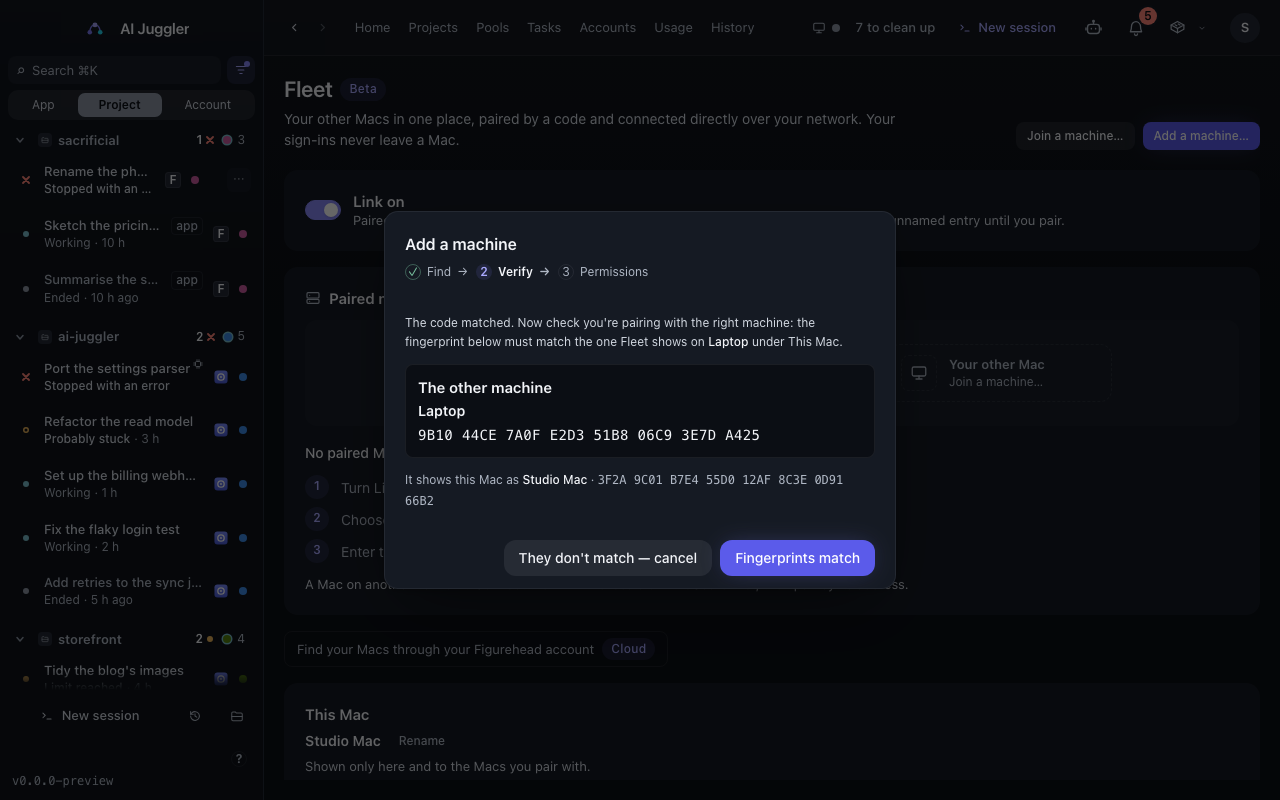 AI Juggler
Search ⌘K
App Project Account
sacrificial 1 3
Rename the ph... F
Stopped with an ...
Sketch the pricin... app F
Working · 10 h
Summarise the s... app F
Ended · 10 h ago
ai-juggler 2 5
Port the settings parser
Stopped with an error
Refactor the read model
Probably stuck · 3 h
Set up the billing webh...
Working · 1 h
Fix the flaky login test
Working · 2 h
Add retries to the sync j...
Ended · 5 h ago
storefront 2 4
Tidy the blog's images
New session
?
v0.0.0-preview
Home Projects Pools Tasks Accounts Usage History
7 to clean up
New session
5
S
Fleet Beta
Your other Macs in one place, paired by a code and connected directly over your network. Your
sign-ins never leave a Mac.
Join a machine... Add a machine...
Link on
Paire nnamed entry until you pair.
Paired m
Your other Mac
Join a machine...
No paired M
1 Turn Li
2 Choos
3 Enter t
A Mac on ano ss.
Add a machine
Find → 2 Verify → 3 Permissions
The code matched. Now check you're pairing with the right machine: the
fingerprint below must match the one Fleet shows on Laptop under This Mac.
The other machine
Laptop
9B10 44CE 7A0F E2D3 51B8 06C9 3E7D A425
It shows this Mac as Studio Mac · 3F2A 9C01 B7E4 55D0 12AF 8C3E 0D91
66B2
They don't match — cancel Fingerprints match
Find your Macs through your Figurehead account Cloud
This Mac
Studio Mac Rename
Shown only here and to the Macs you pair with.